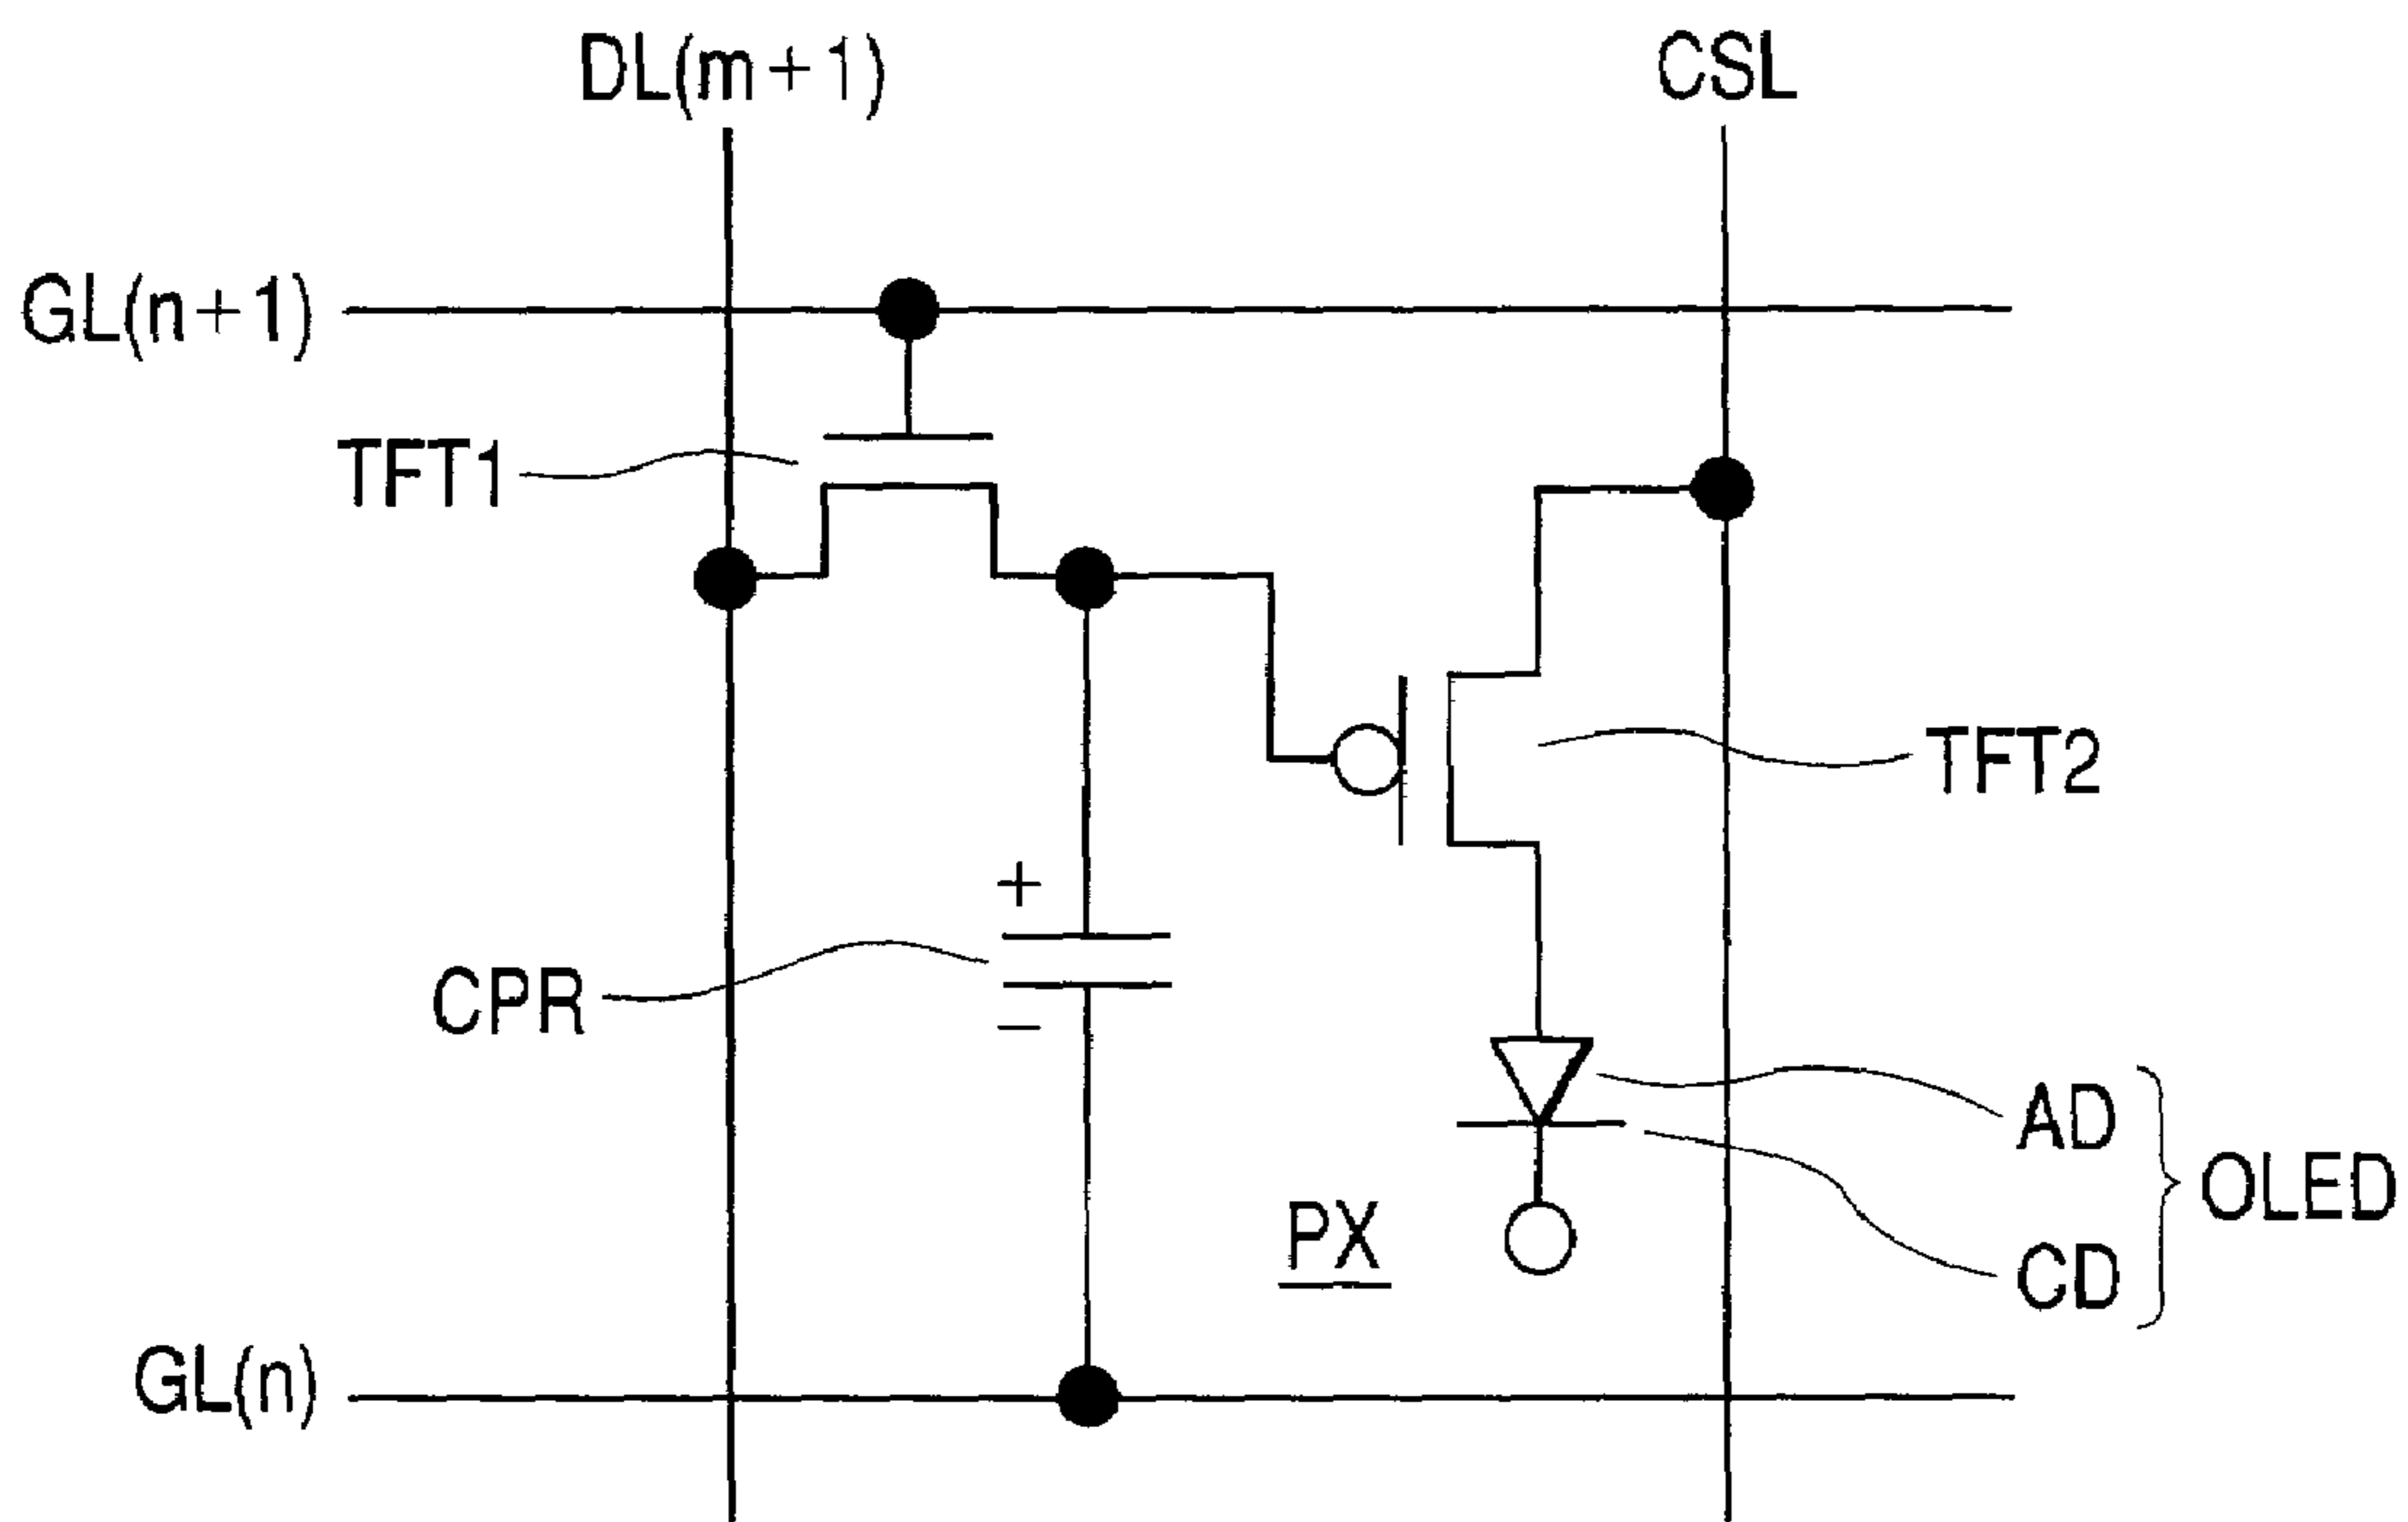 DL(m+1)
CSL
GL(n+1)
TFT1
TFT2
+
CPR
−
AD
OLED
PX
CD
GL(n)